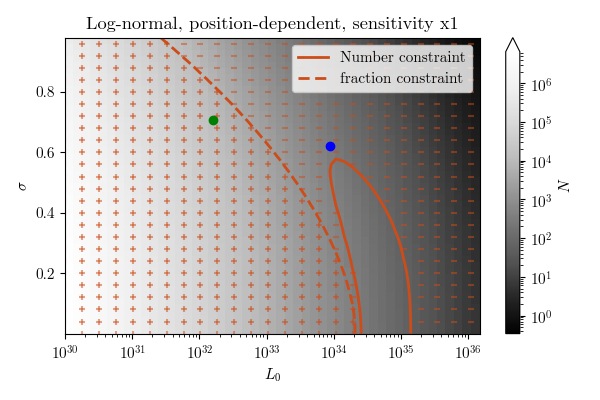 Log-normal, position-dependent, sensitivity x1
Number constraint
fraction constraint
σ
0.8
0.6
0.4
0.2
10³⁰ 10³¹ 10³² 10³³ 10³⁴ 10³⁵ 10³⁶
L₀
10⁶
10⁵
10⁴
10³
10²
10¹
10⁰
N